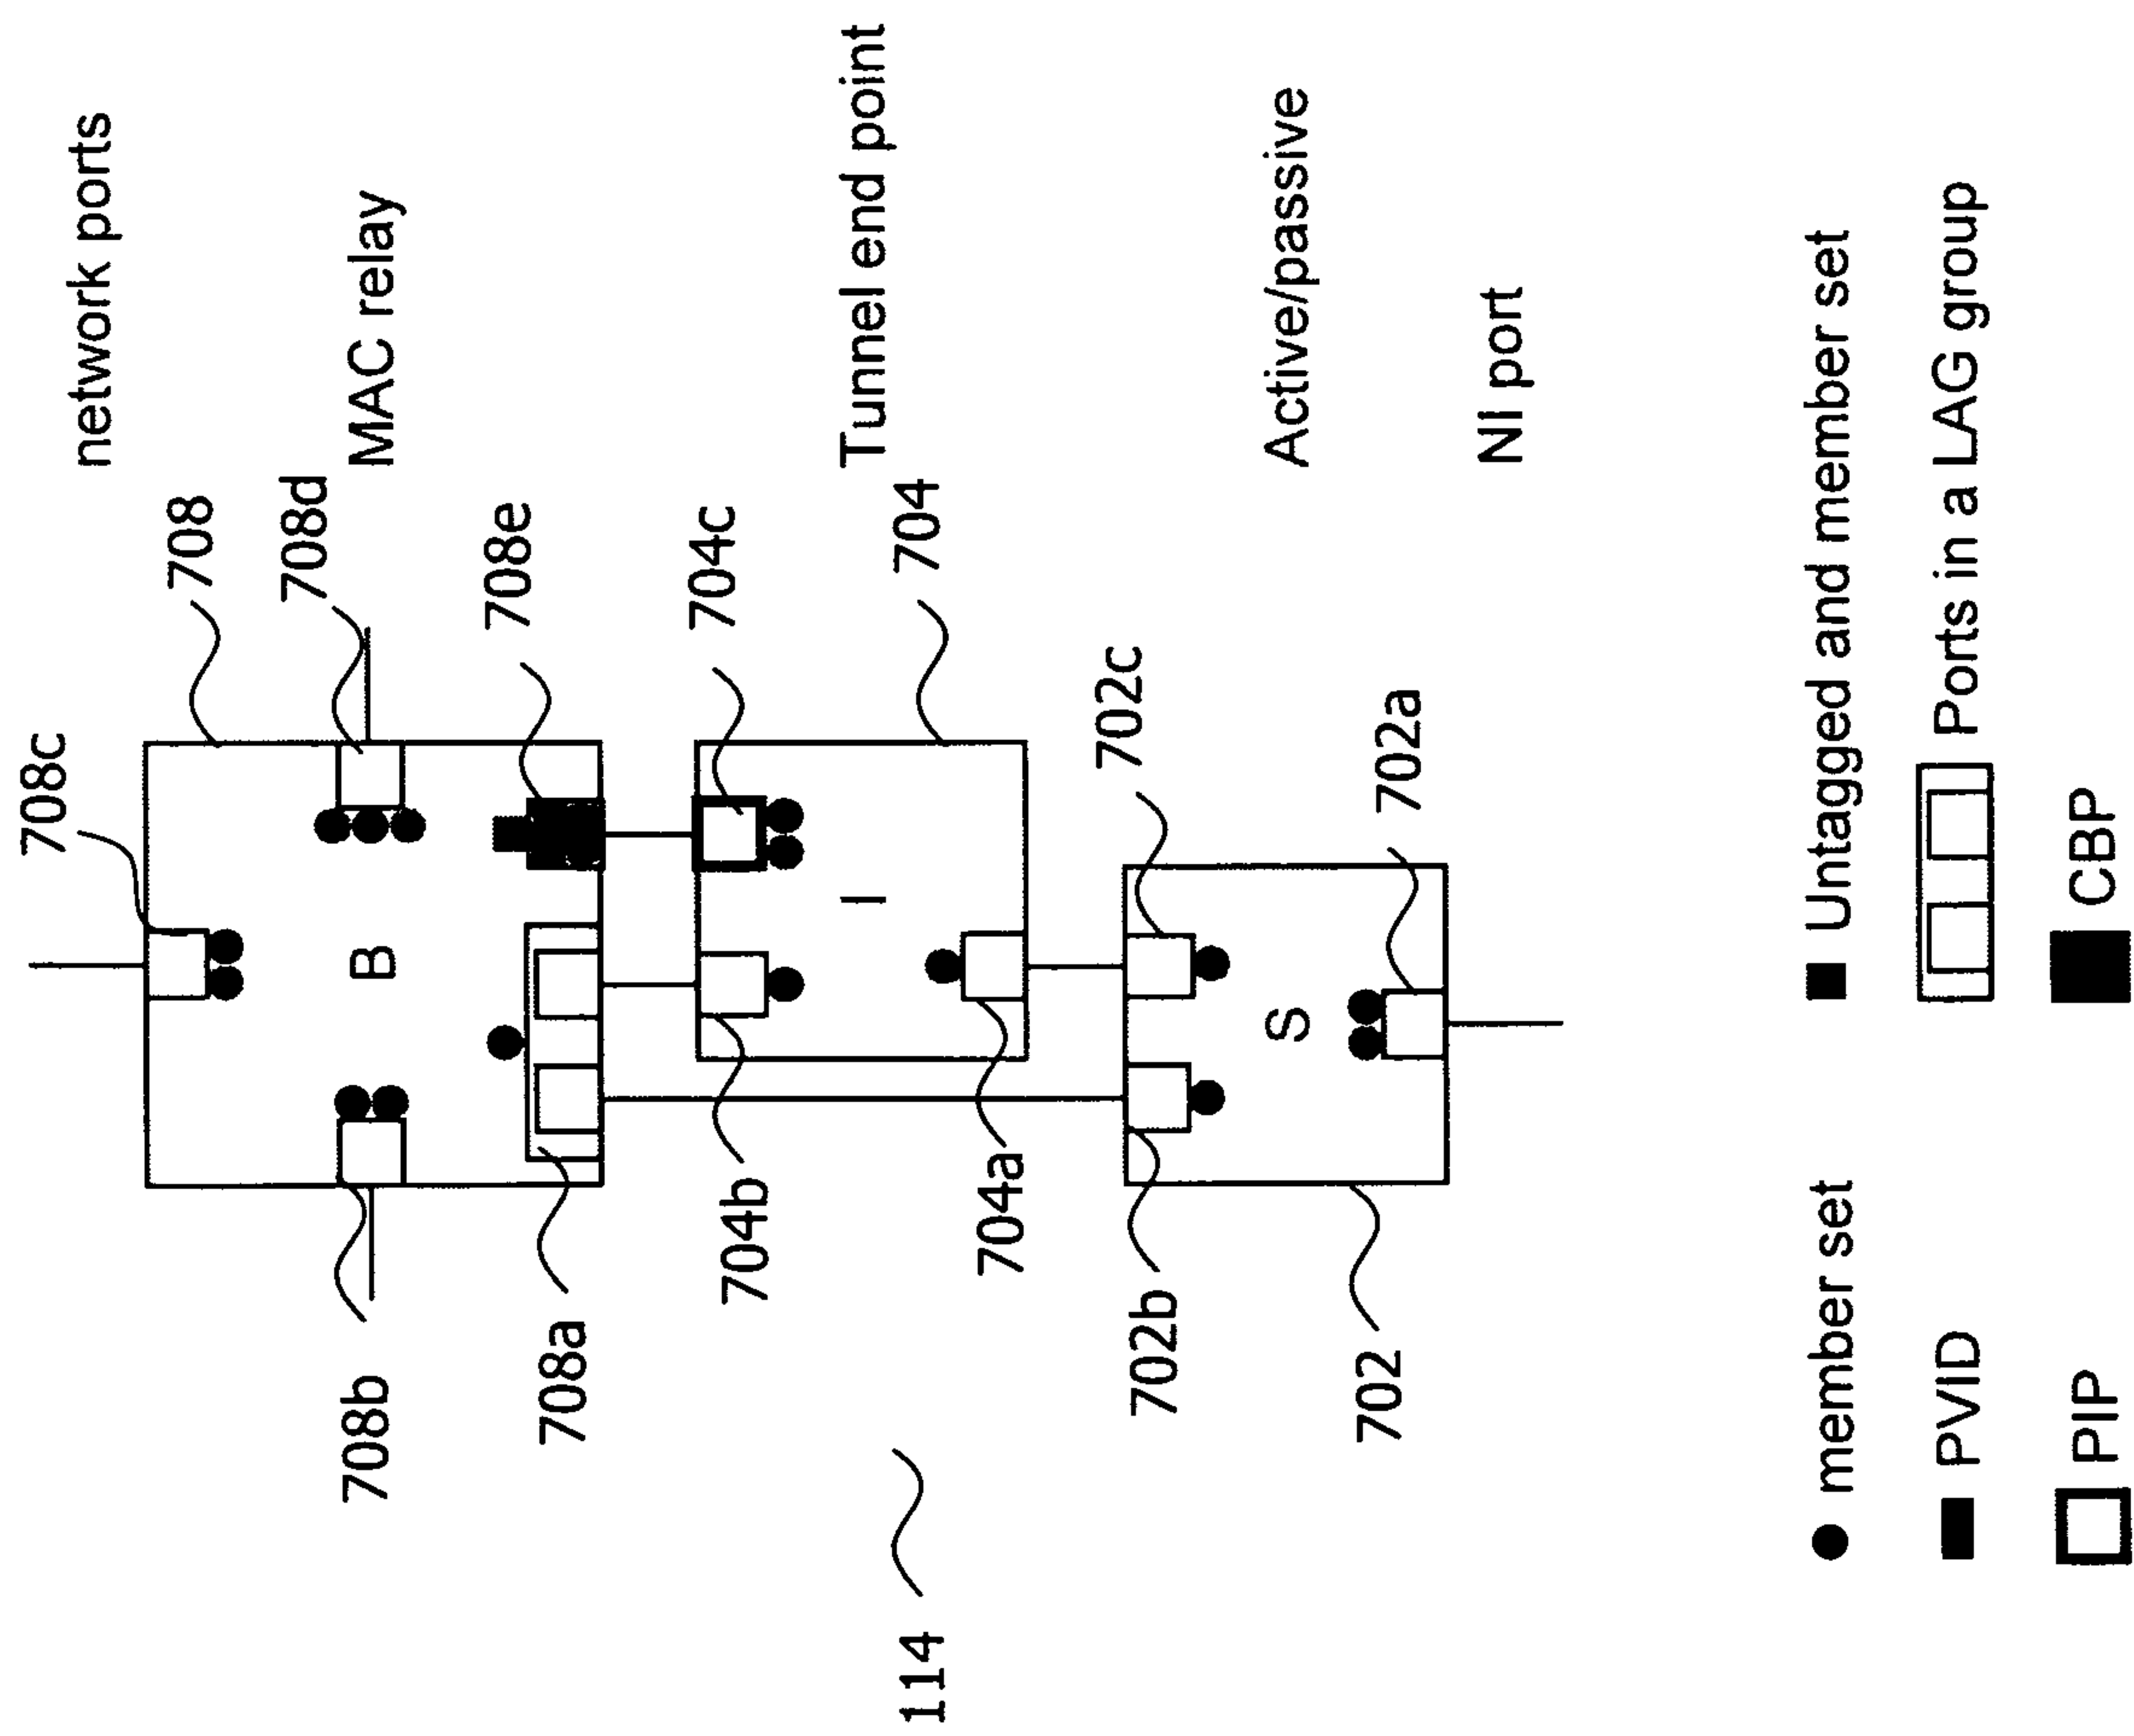 network ports
MAC relay
Tunnel end point
Active/passive
NI port
708c
708
708d
708e
704c
704
702c
702a
B
I
S
708b
708a
704b
704a
702b
702
114
member set
Untagged and member set
PVID
Ports in a LAG group
PIP
CBP